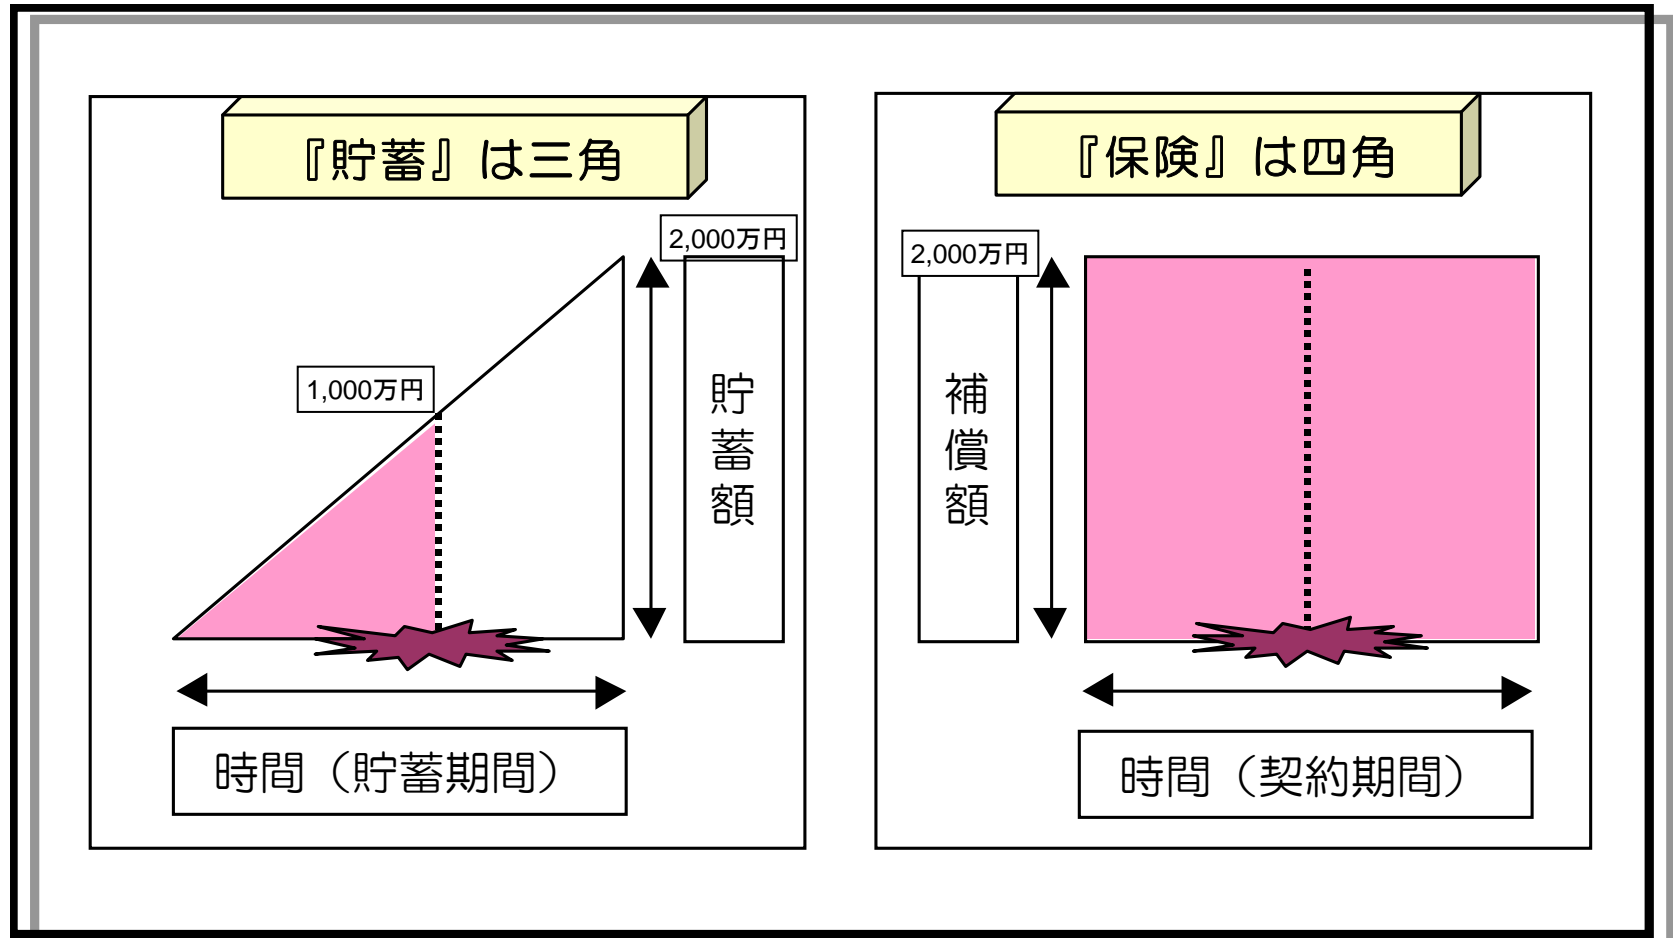 『貯蓄』は三角
2,000万円
1,000万円
貯蓄額
時間（貯蓄期間）
『保険』は四角
2,000万円
補償額
時間（契約期間）